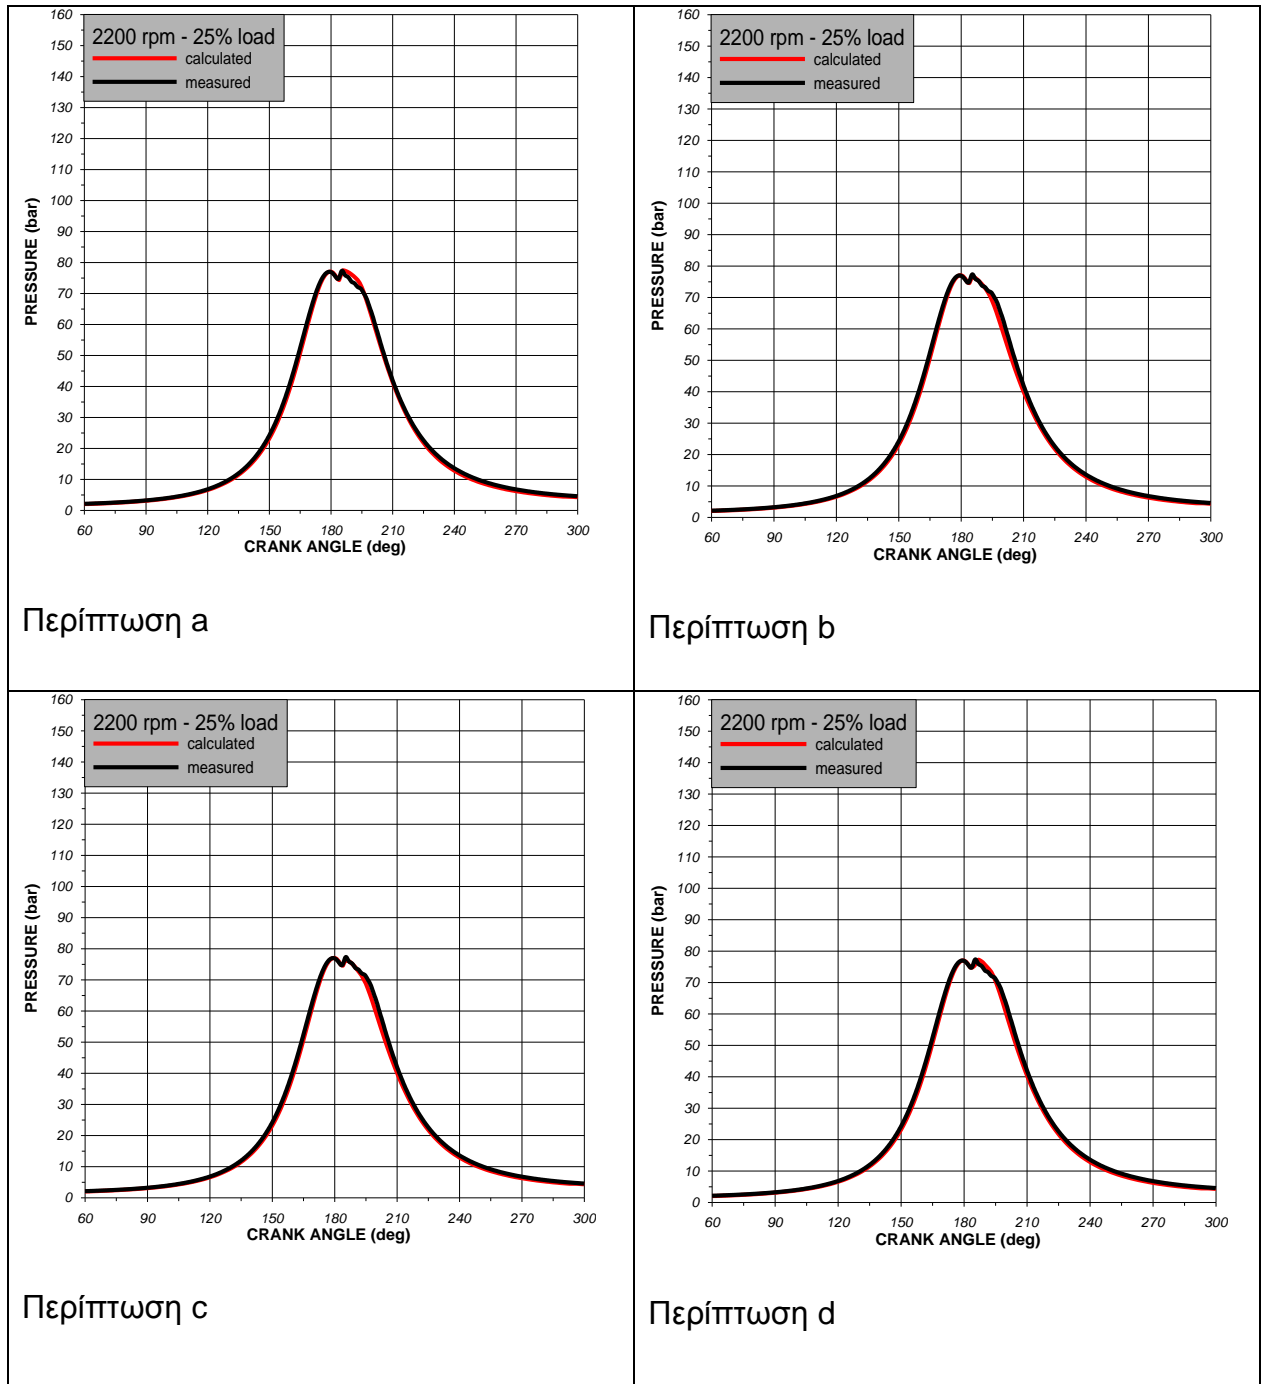 160
150
140
130
120
110
100
90
80
70
60
50
40
30
20
10
0
PRESSURE (bar)
2200 rpm - 25% load
calculated
measured
60 90 120 150 180 210 240 270 300
CRANK ANGLE (deg)
Περίπτωση a
160
150
140
130
120
110
100
90
80
70
60
50
40
30
20
10
0
PRESSURE (bar)
2200 rpm - 25% load
calculated
measured
60 90 120 150 180 210 240 270 300
CRANK ANGLE (deg)
Περίπτωση b
160
150
140
130
120
110
100
90
80
70
60
50
40
30
20
10
0
PRESSURE (bar)
2200 rpm - 25% load
calculated
measured
60 90 120 150 180 210 240 270 300
CRANK ANGLE (deg)
Περίπτωση c
160
150
140
130
120
110
100
90
80
70
60
50
40
30
20
10
0
PRESSURE (bar)
2200 rpm - 25% load
calculated
measured
60 90 120 150 180 210 240 270 300
CRANK ANGLE (deg)
Περίπτωση d